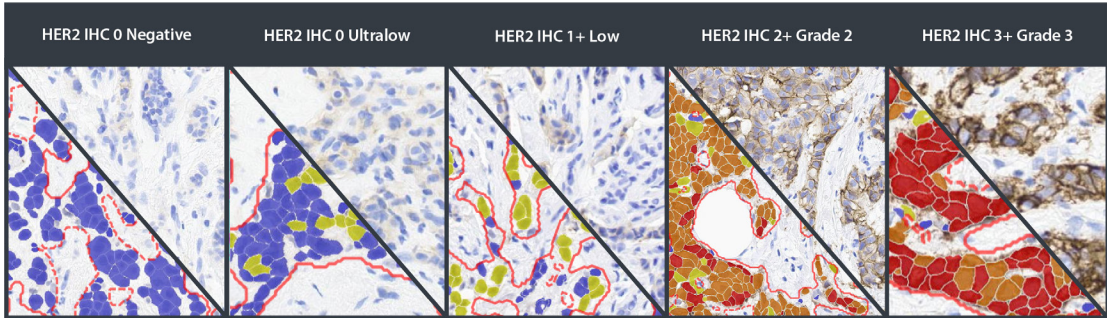 HER2 IHC 0 Negative
HER2 IHC 0 Ultralow
HER2 IHC 1+ Low
HER2 IHC 2+ Grade 2
HER2 IHC 3+ Grade 3